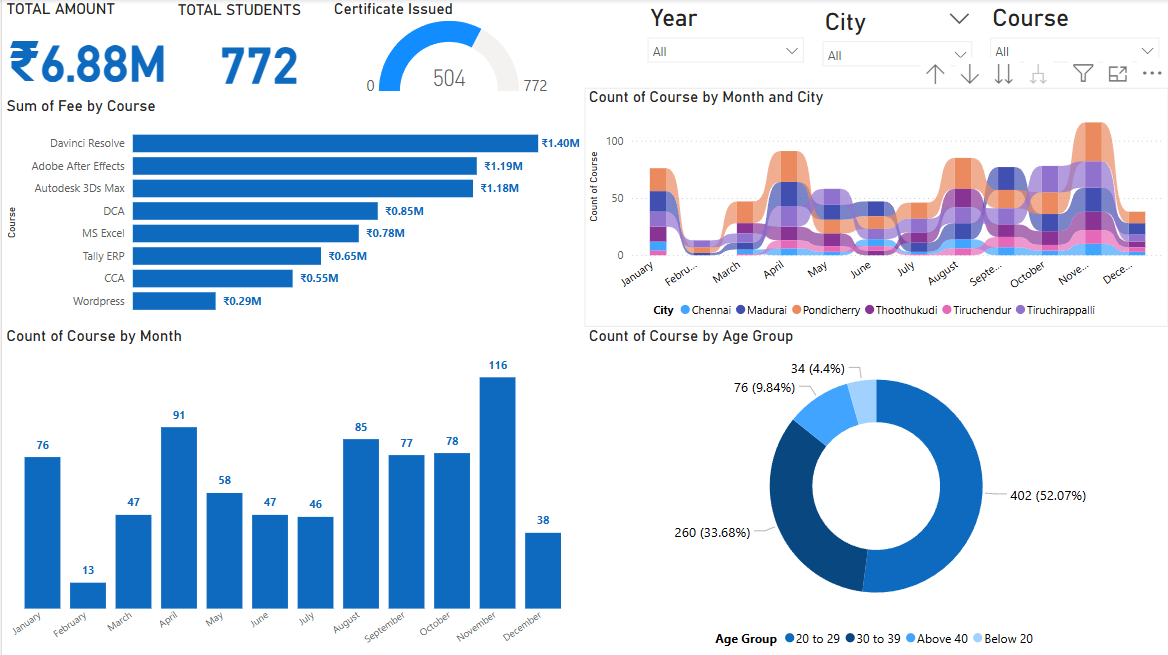 TOTAL AMOUNT
₹6.88M
TOTAL STUDENTS
772
Certificate Issued
504
0
772
Year
All
City
All
Course
All
Sum of Fee by Course
Course
Davinci Resolve ₹1.40M
Adobe After Effects ₹1.19M
Autodesk 3Ds Max ₹1.18M
DCA ₹0.85M
MS Excel ₹0.78M
Tally ERP ₹0.65M
CCA ₹0.55M
Wordpress ₹0.29M
Count of Course by Month and City
Count of Course
100
50
0
January Febru... March April May June July August Septe... October Nove... Dece...
City Chennai Madurai Pondicherry Thoothukudi Tiruchendur Tiruchirappalli
Count of Course by Month
76 13 47 91 58 47 46 85 77 78 116 38
January February March April May June July August September October November December
Count of Course by Age Group
34 (4.4%)
76 (9.84%)
402 (52.07%)
260 (33.68%)
Age Group 20 to 29 30 to 39 Above 40 Below 20